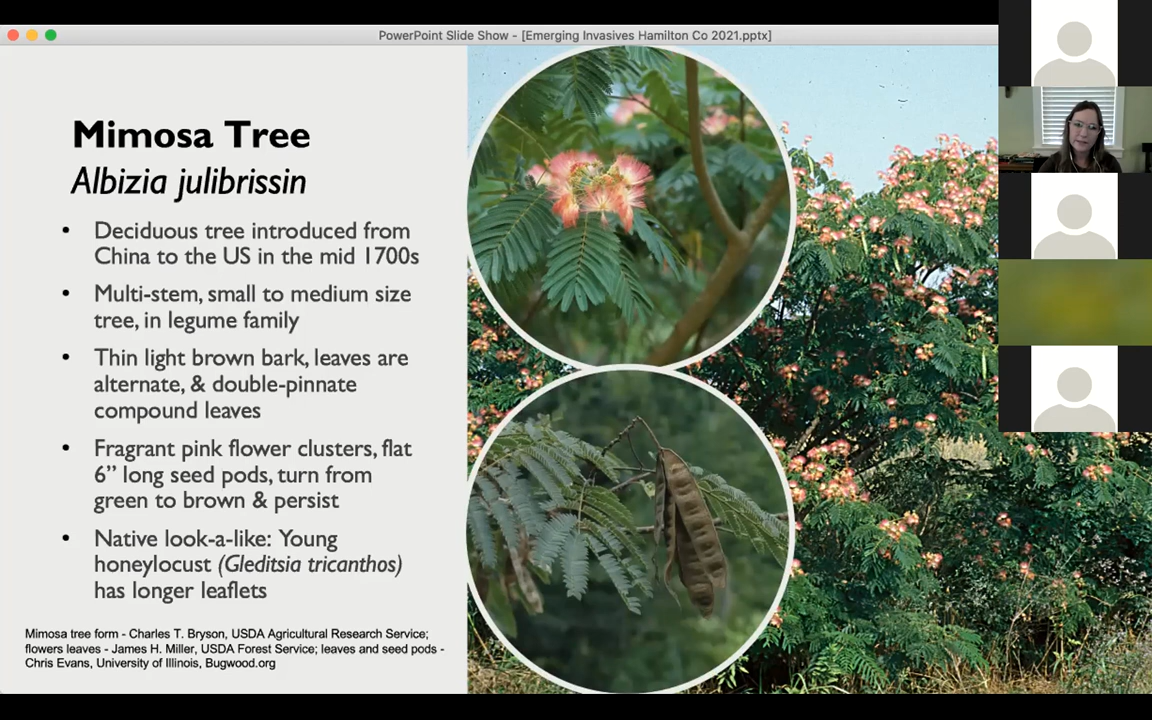 PowerPoint Slide Show - [Emerging Invasives Hamilton Co 2021.pptx]
Mimosa Tree
Albizia julibrissin
• Deciduous tree introduced from
China to the US in the mid 1700s
• Multi-stem, small to medium size
tree, in legume family
• Thin light brown bark, leaves are
alternate, & double-pinnate
compound leaves
• Fragrant pink flower clusters, flat
6” long seed pods, turn from
green to brown & persist
• Native look-a-like: Young
honeylocust (Gleditsia tricanthos)
has longer leaflets
Mimosa tree form - Charles T. Bryson, USDA Agricultural Research Service;
flowers leaves - James H. Miller, USDA Forest Service; leaves and seed pods -
Chris Evans, University of Illinois, Bugwood.org